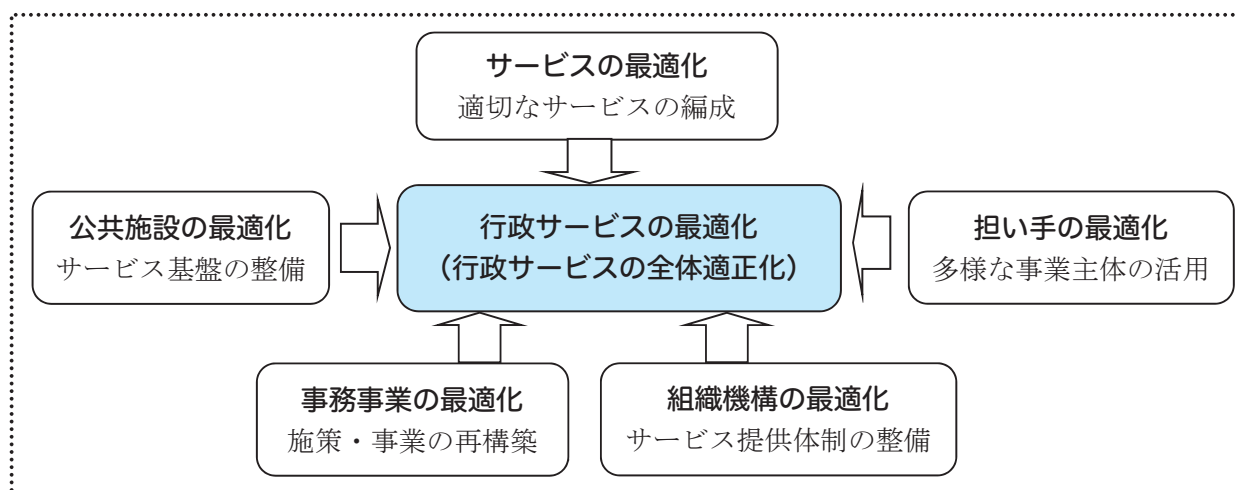 サービスの最適化
適切なサービスの編成
公共施設の最適化
サービス基盤の整備
行政サービスの最適化
（行政サービスの全体適正化）
担い手の最適化
多様な事業主体の活用
事務事業の最適化
施策・事業の再構築
組織機構の最適化
サービス提供体制の整備